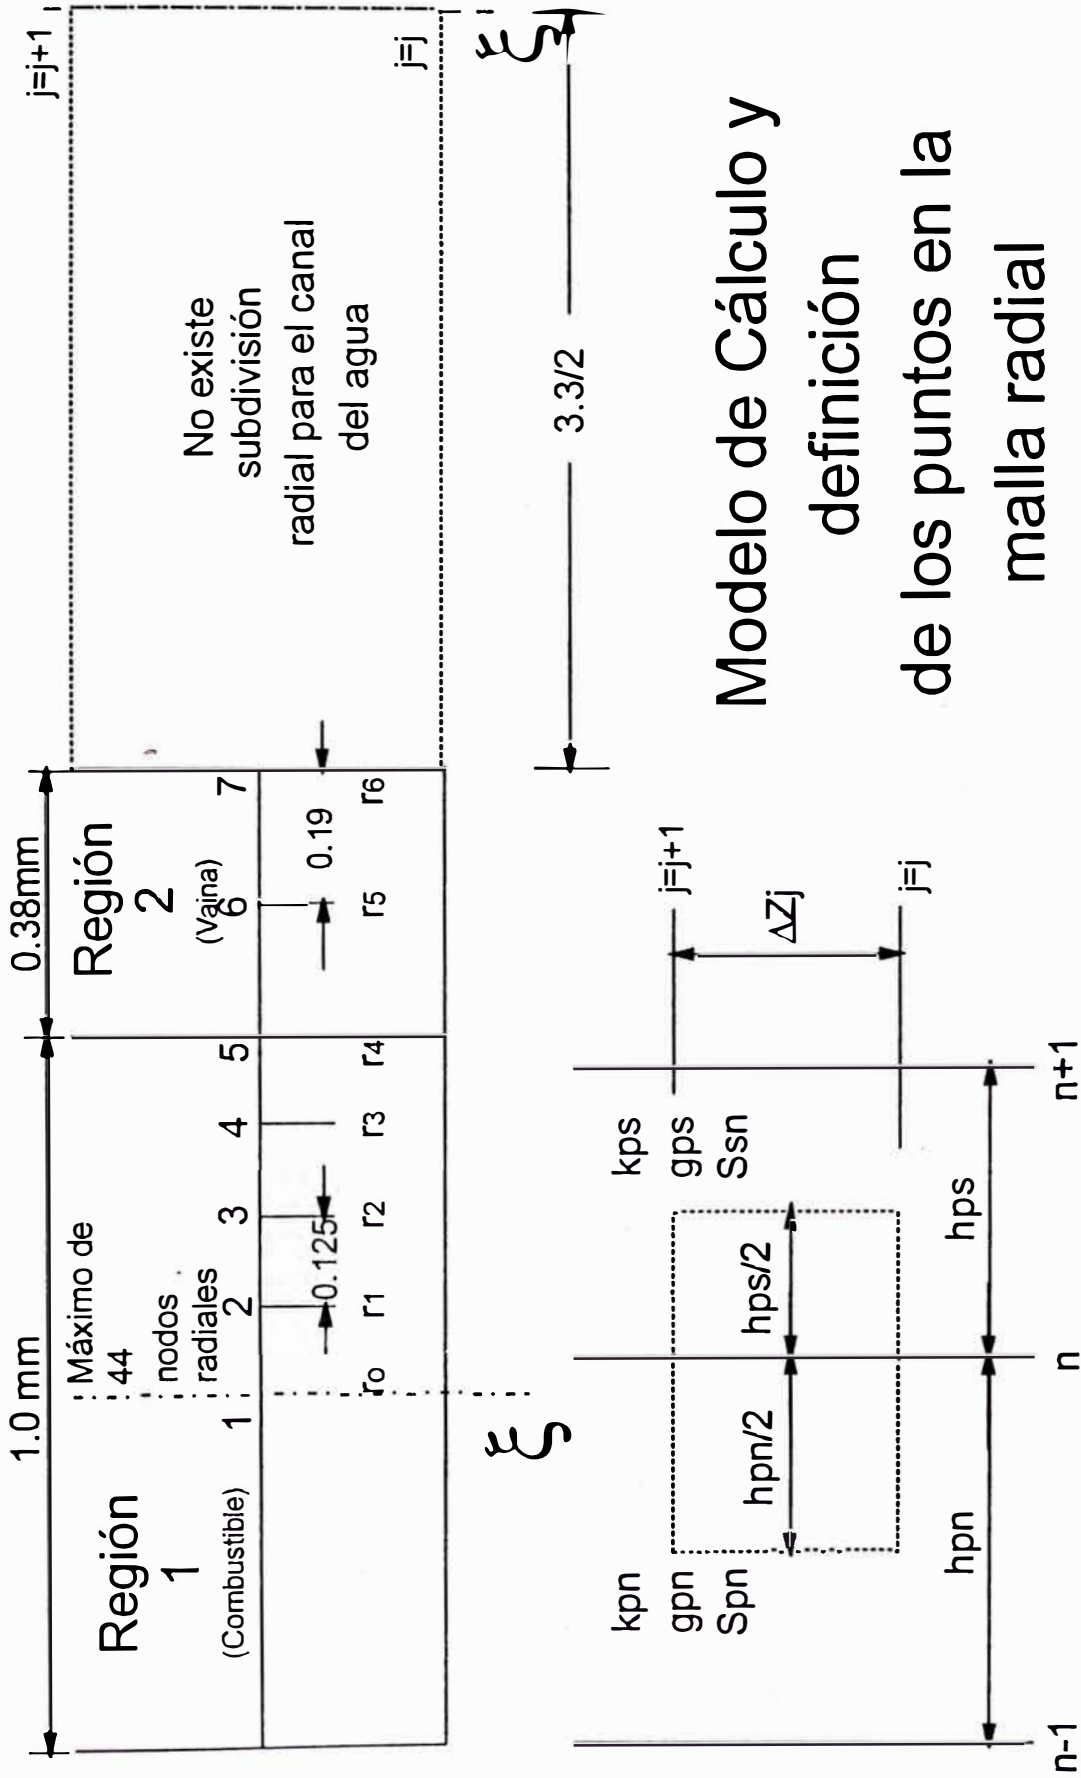 1.0 mm
0.38mm
Región
1
(Combustible)
Máximo de
44
nodos
radiales
Región
2
(Vaina)
1
2
3
4
5
6
7
0.125
0.19
ro
r1
r2
r3
r4
r5
r6
No existe
subdivisión
radial para el canal
del agua
j=j+1
j=j
3.3/2
kpn
gpn
Spn
kps
gps
Ssn
hpn/2
hps/2
hpn
hps
n-1
n
n+1
j=j+1
ΔZj
j=j
Modelo de Cálculo y
definición
de los puntos en la
malla radial